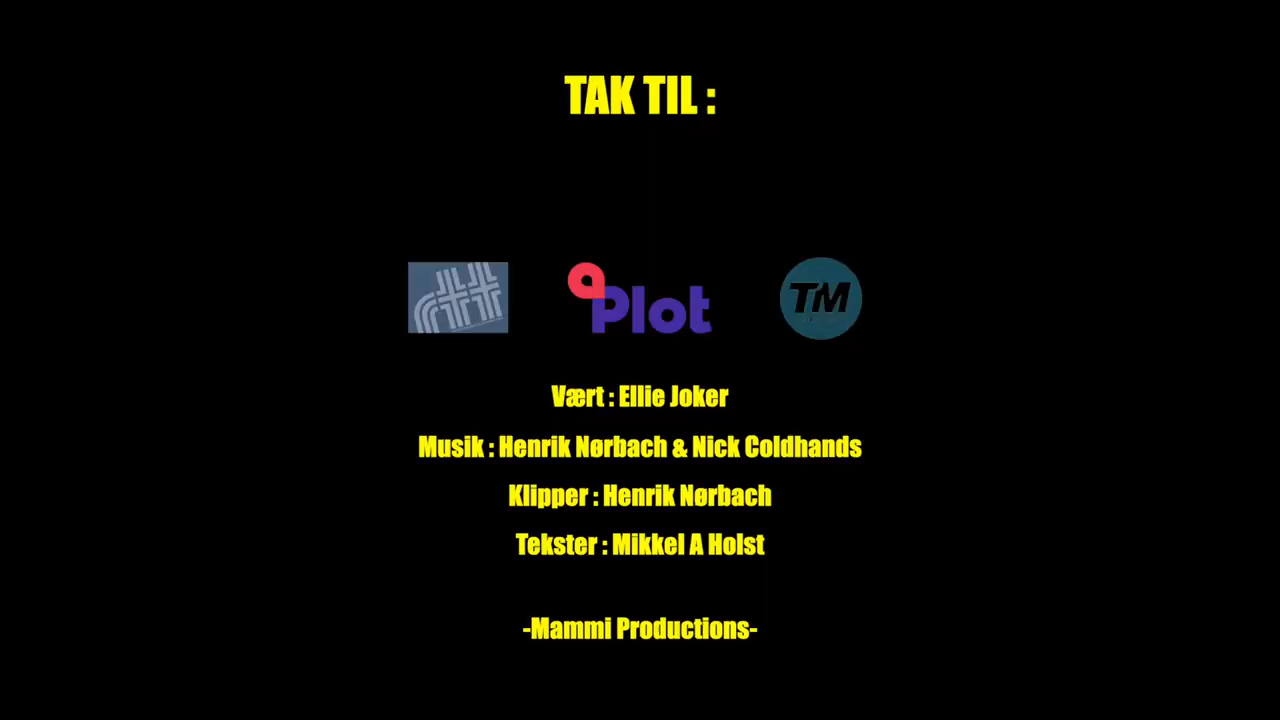 TAK TIL :
aPlot
TM
Vært : Ellie Joker
Musik : Henrik Nørbach & Nick Coldhands
Klipper : Henrik Nørbach
Tekster : Mikkel A Holst
-Mammi Productions-